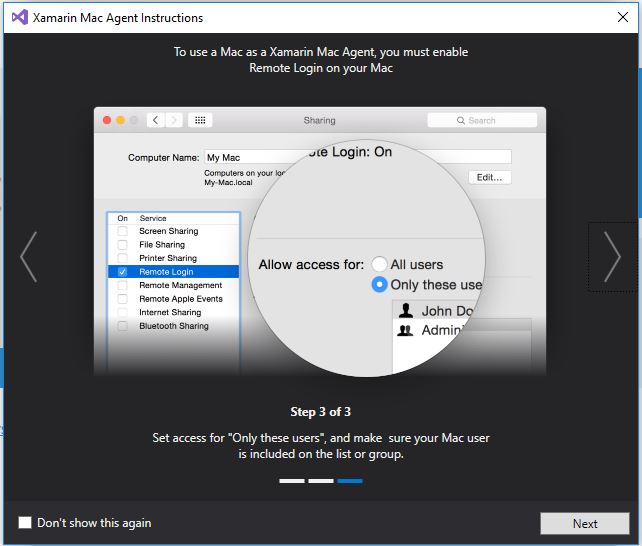 Xamarin Mac Agent Instructions
To use a Mac as a Xamarin Mac Agent, you must enable
Remote Login on your Mac
Sharing
Search
Computer Name: My Mac
Computers on your loc
My-Mac.local
Edit...
On Service
Screen Sharing
File Sharing
Printer Sharing
Remote Login
Remote Management
Remote Apple Events
Internet Sharing
Bluetooth Sharing
Login: On
Allow access for: All users
Only these use
John Do
Admini
Step 3 of 3
Set access for "Only these users", and make sure your Mac user
is included on the list or group.
Don't show this again
Next